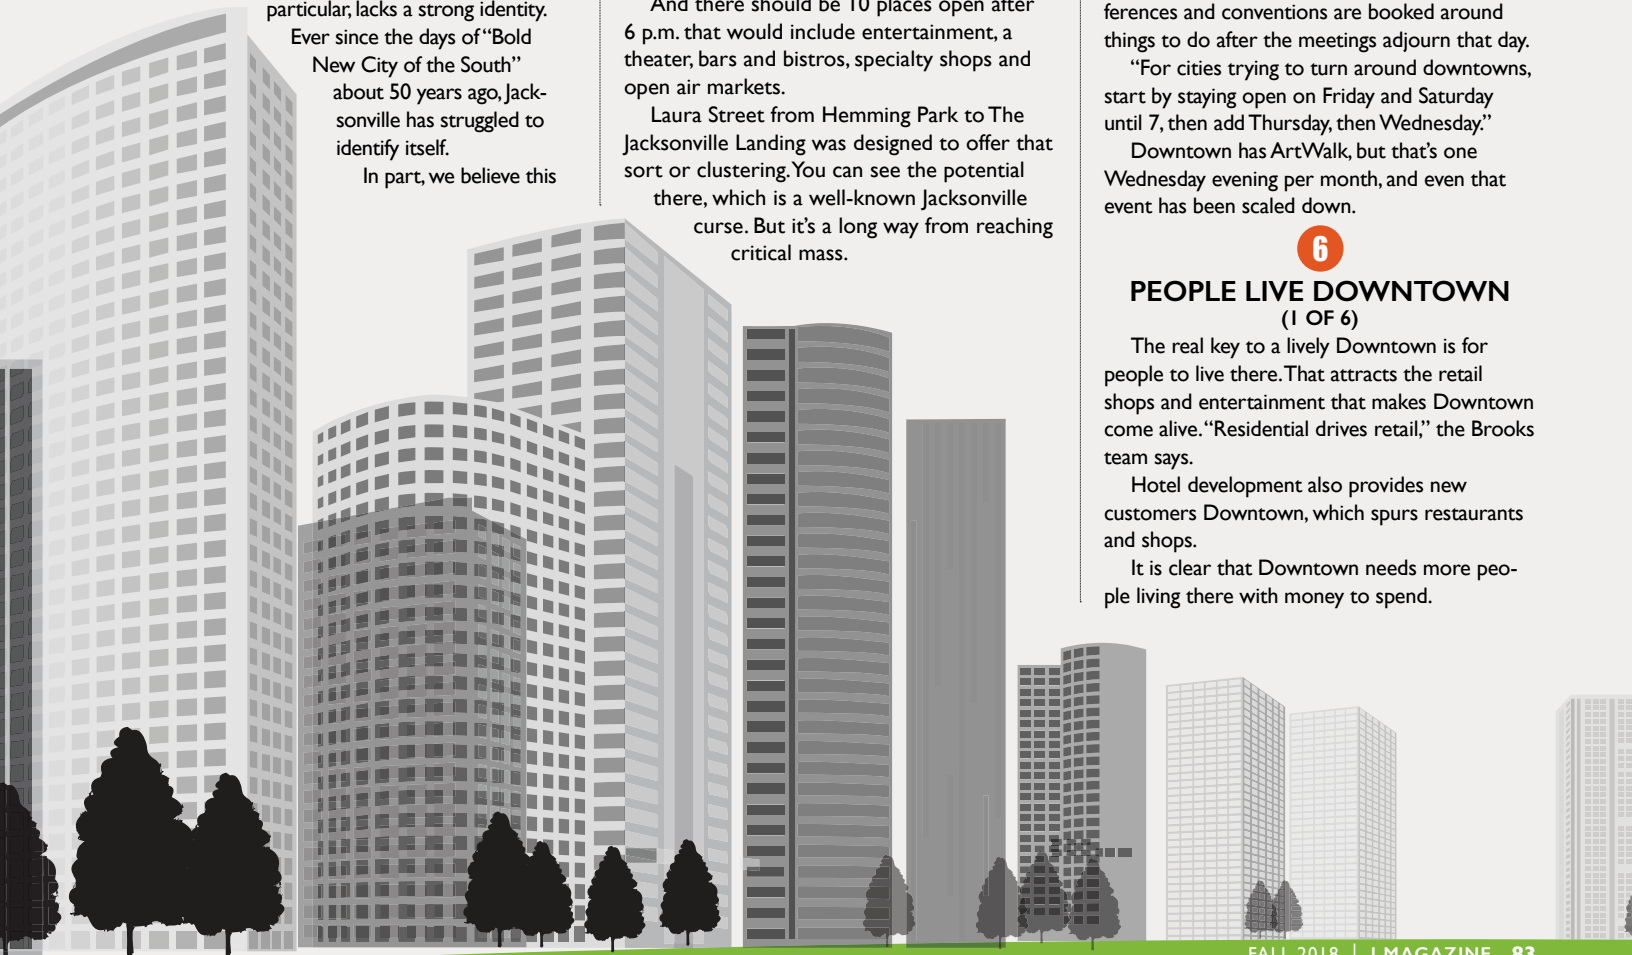 particular, lacks a strong identity.
Ever since the days of “Bold
New City of the South”
about 50 years ago, Jack-
sonville has struggled to
identify itself.
In part, we believe this
And there should be 10 places open after
6 p.m. that would include entertainment, a
theater, bars and bistros, specialty shops and
open air markets.
Laura Street from Hemming Park to The
Jacksonville Landing was designed to offer that
sort or clustering. You can see the potential
there, which is a well-known Jacksonville
curse. But it’s a long way from reaching
critical mass.
ferences and conventions are booked around
things to do after the meetings adjourn that day.
“For cities trying to turn around downtowns,
start by staying open on Friday and Saturday
until 7, then add Thursday, then Wednesday.”
Downtown has ArtWalk, but that’s one
Wednesday evening per month, and even that
event has been scaled down.
6
PEOPLE LIVE DOWNTOWN
(1 OF 6)
The real key to a lively Downtown is for
people to live there. That attracts the retail
shops and entertainment that makes Downtown
come alive. “Residential drives retail,” the Brooks
team says.
Hotel development also provides new
customers Downtown, which spurs restaurants
and shops.
It is clear that Downtown needs more peo-
ple living there with money to spend.
FALL 2018 | J MAGAZINE 83